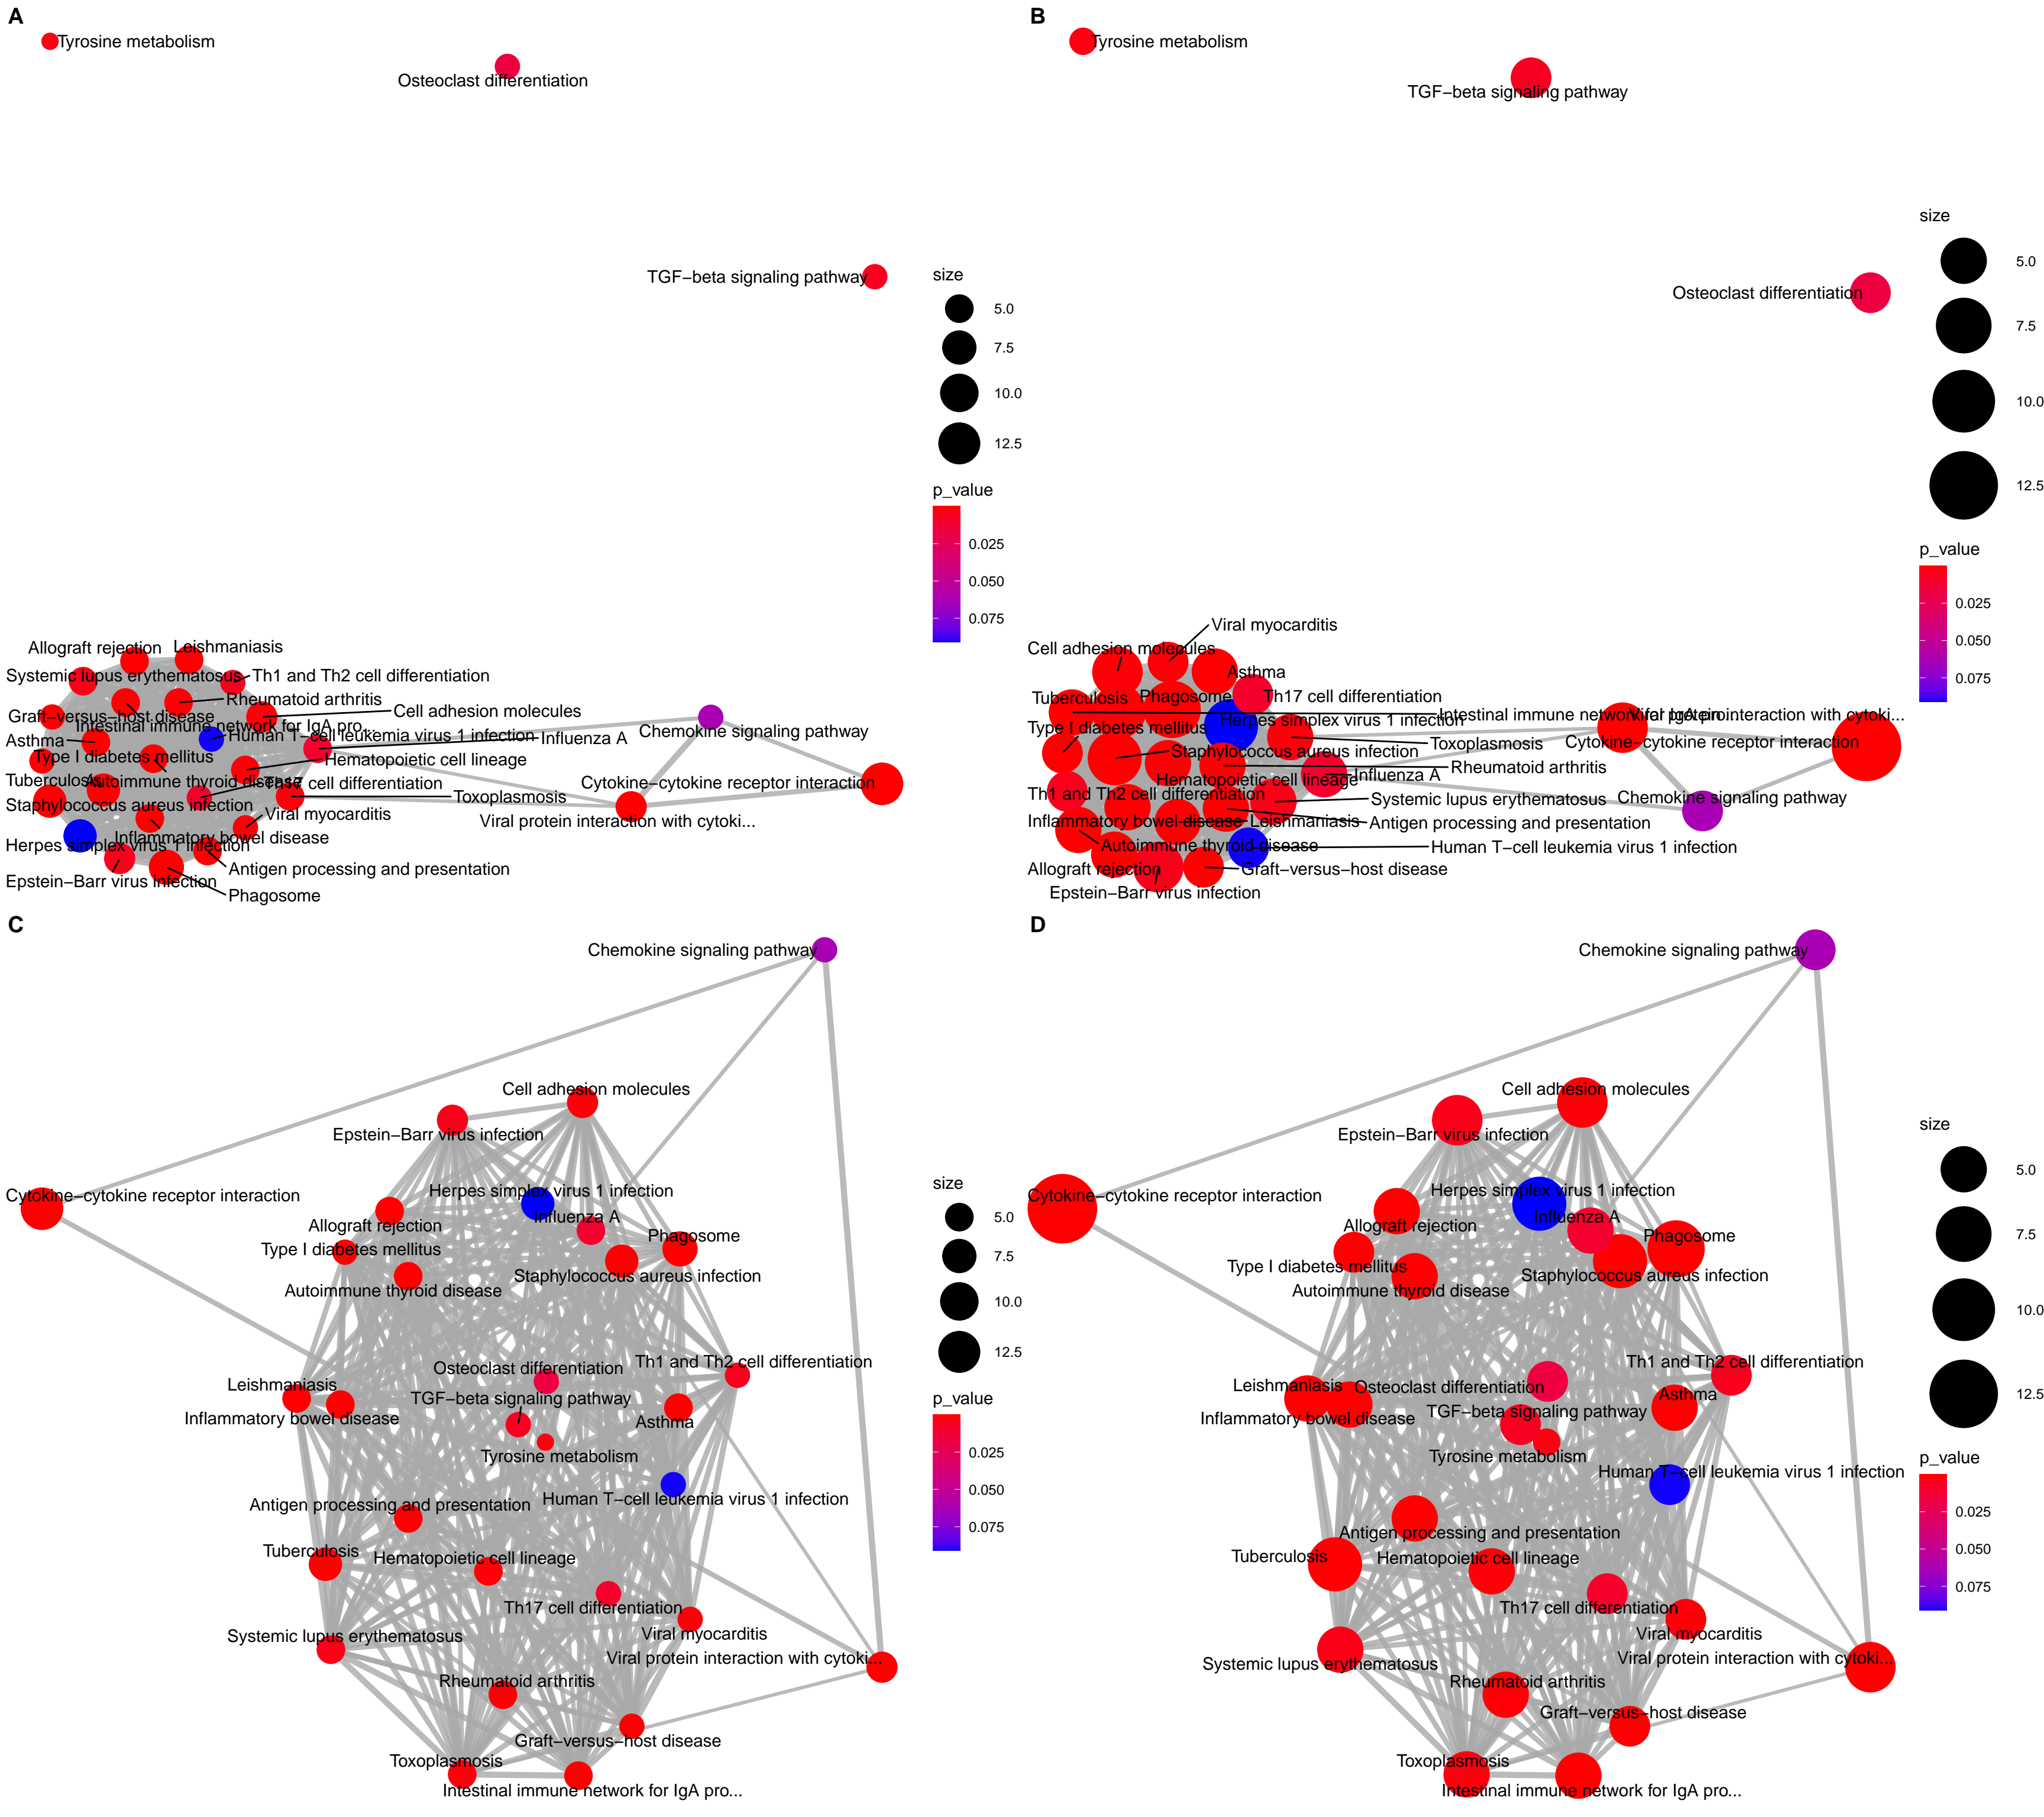 A
Tyrosine metabolism
Osteoclast differentiation
TGF−beta signaling pathway
size
5.0
7.5
10.0
12.5
p_value
0.025
0.050
0.075
Allograft rejection
Leishmaniasis
Systemic lupus erythematosus
Th1 and Th2 cell differentiation
Rheumatoid arthritis
Cell adhesion molecules
Graft−versus−host disease
Intestinal immune network for IgA pro...
Human T−cell leukemia virus 1 infection
Influenza A
Chemokine signaling pathway
Asthma
Type I diabetes mellitus
Hematopoietic cell lineage
Tuberculosis
Autoimmune thyroid disease
Th17 cell differentiation
Cytokine−cytokine receptor interaction
Toxoplasmosis
Staphylococcus aureus infection
Viral myocarditis
Viral protein interaction with cytoki...
Inflammatory bowel disease
Herpes simplex virus 1 infection
Antigen processing and presentation
Epstein−Barr virus infection
Phagosome
B
Tyrosine metabolism
TGF−beta signaling pathway
Osteoclast differentiation
size
5.0
7.5
10.0
12.5
p_value
0.025
0.050
0.075
Viral myocarditis
Cell adhesion molecules
Asthma
Tuberculosis
Phagosome
Th17 cell differentiation
Intestinal immune network for IgA pro...
Viral protein interaction with cytoki...
Herpes simplex virus 1 infection
Type I diabetes mellitus
Toxoplasmosis
Cytokine−cytokine receptor interaction
Staphylococcus aureus infection
Rheumatoid arthritis
Hematopoietic cell lineage
Influenza A
Th1 and Th2 cell differentiation
Systemic lupus erythematosus
Chemokine signaling pathway
Inflammatory bowel disease
Leishmaniasis
Antigen processing and presentation
Autoimmune thyroid disease
Human T−cell leukemia virus 1 infection
Allograft rejection
Graft−versus−host disease
Epstein−Barr virus infection
C
Chemokine signaling pathway
Cell adhesion molecules
Epstein−Barr virus infection
Cytokine−cytokine receptor interaction
Herpes simplex virus 1 infection
Influenza A
Allograft rejection
Phagosome
Type I diabetes mellitus
Staphylococcus aureus infection
Autoimmune thyroid disease
Osteoclast differentiation
Th1 and Th2 cell differentiation
Leishmaniasis
TGF−beta signaling pathway
Inflammatory bowel disease
Asthma
Tyrosine metabolism
Human T−cell leukemia virus 1 infection
Antigen processing and presentation
Tuberculosis
Hematopoietic cell lineage
Th17 cell differentiation
Systemic lupus erythematosus
Viral myocarditis
Viral protein interaction with cytoki...
Rheumatoid arthritis
Graft−versus−host disease
Toxoplasmosis
Intestinal immune network for IgA pro...
size
5.0
7.5
10.0
12.5
p_value
0.025
0.050
0.075
D
Chemokine signaling pathway
Cell adhesion molecules
Epstein−Barr virus infection
Cytokine−cytokine receptor interaction
Herpes simplex virus 1 infection
Influenza A
Allograft rejection
Phagosome
Type I diabetes mellitus
Staphylococcus aureus infection
Autoimmune thyroid disease
Th1 and Th2 cell differentiation
Leishmaniasis
Osteoclast differentiation
Asthma
TGF−beta signaling pathway
Inflammatory bowel disease
Tyrosine metabolism
Human T−cell leukemia virus 1 infection
Antigen processing and presentation
Tuberculosis
Hematopoietic cell lineage
Th17 cell differentiation
Viral myocarditis
Viral protein interaction with cytoki...
Systemic lupus erythematosus
Rheumatoid arthritis
Graft−versus−host disease
Toxoplasmosis
Intestinal immune network for IgA pro...
size
5.0
7.5
10.0
12.5
p_value
0.025
0.050
0.075